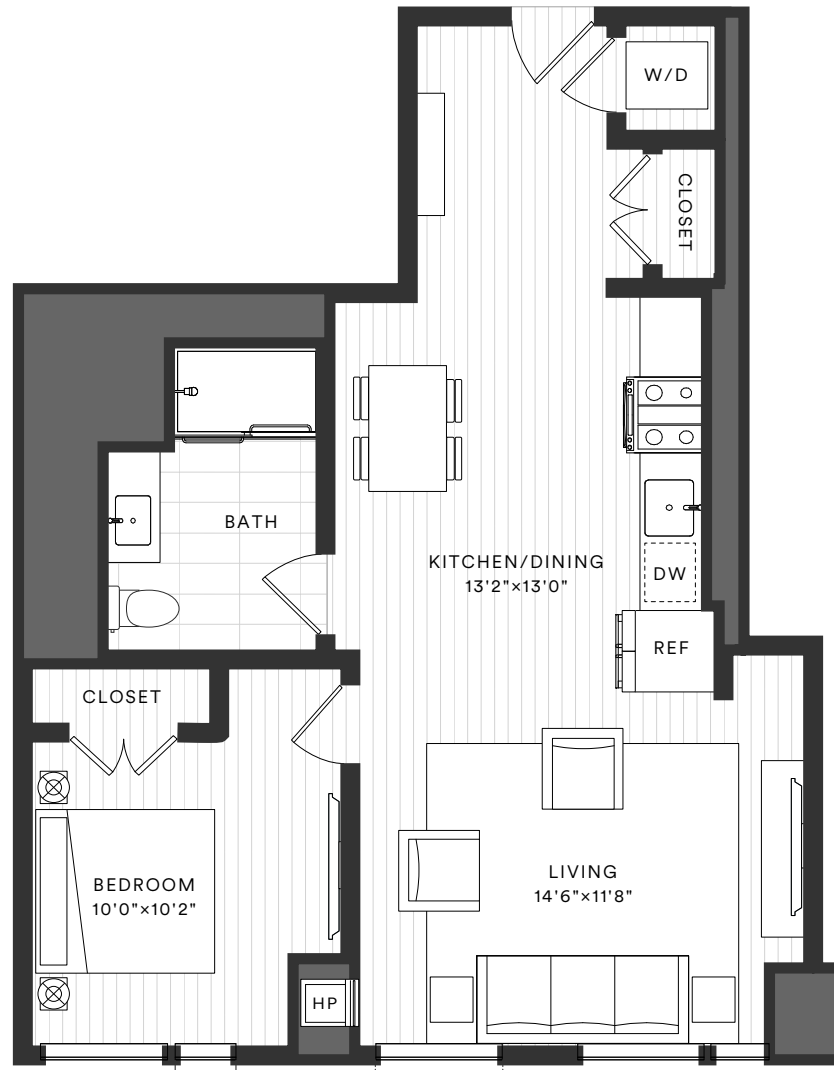 W/D
CLOSET
BATH
KITCHEN/DINING
13'2"×13'0"
DW
REF
CLOSET
BEDROOM
10'0"×10'2"
LIVING
14'6"×11'8"
HP